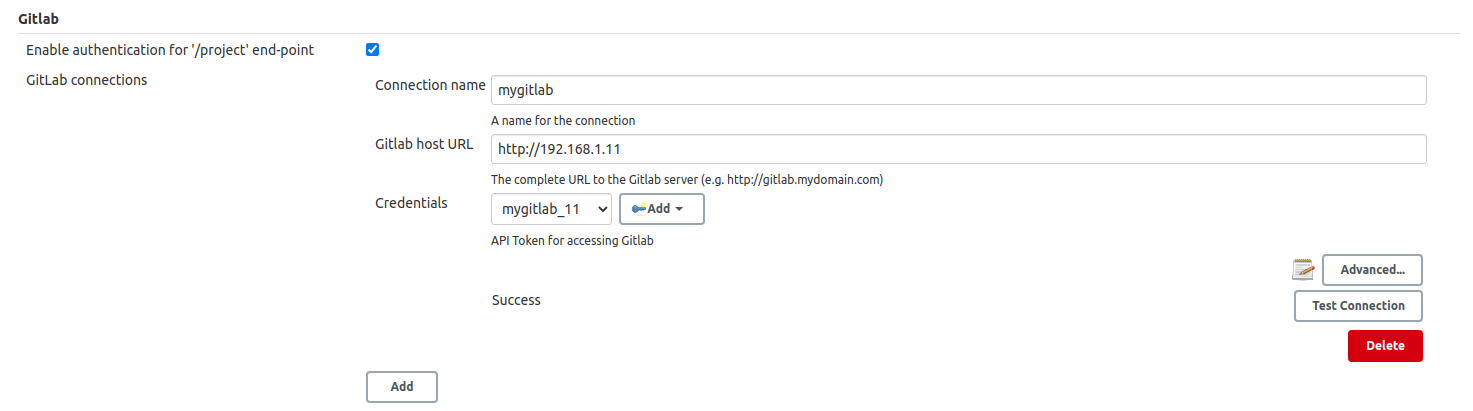 Gitlab
Enable authentication for '/project' end-point
GitLab connections
Connection name mygitlab
A name for the connection
Gitlab host URL http://192.168.1.11
The complete URL to the Gitlab server (e.g. http://gitlab.mydomain.com)
Credentials mygitlab_11 Add
API Token for accessing Gitlab
Advanced...
Success Test Connection
Delete
Add